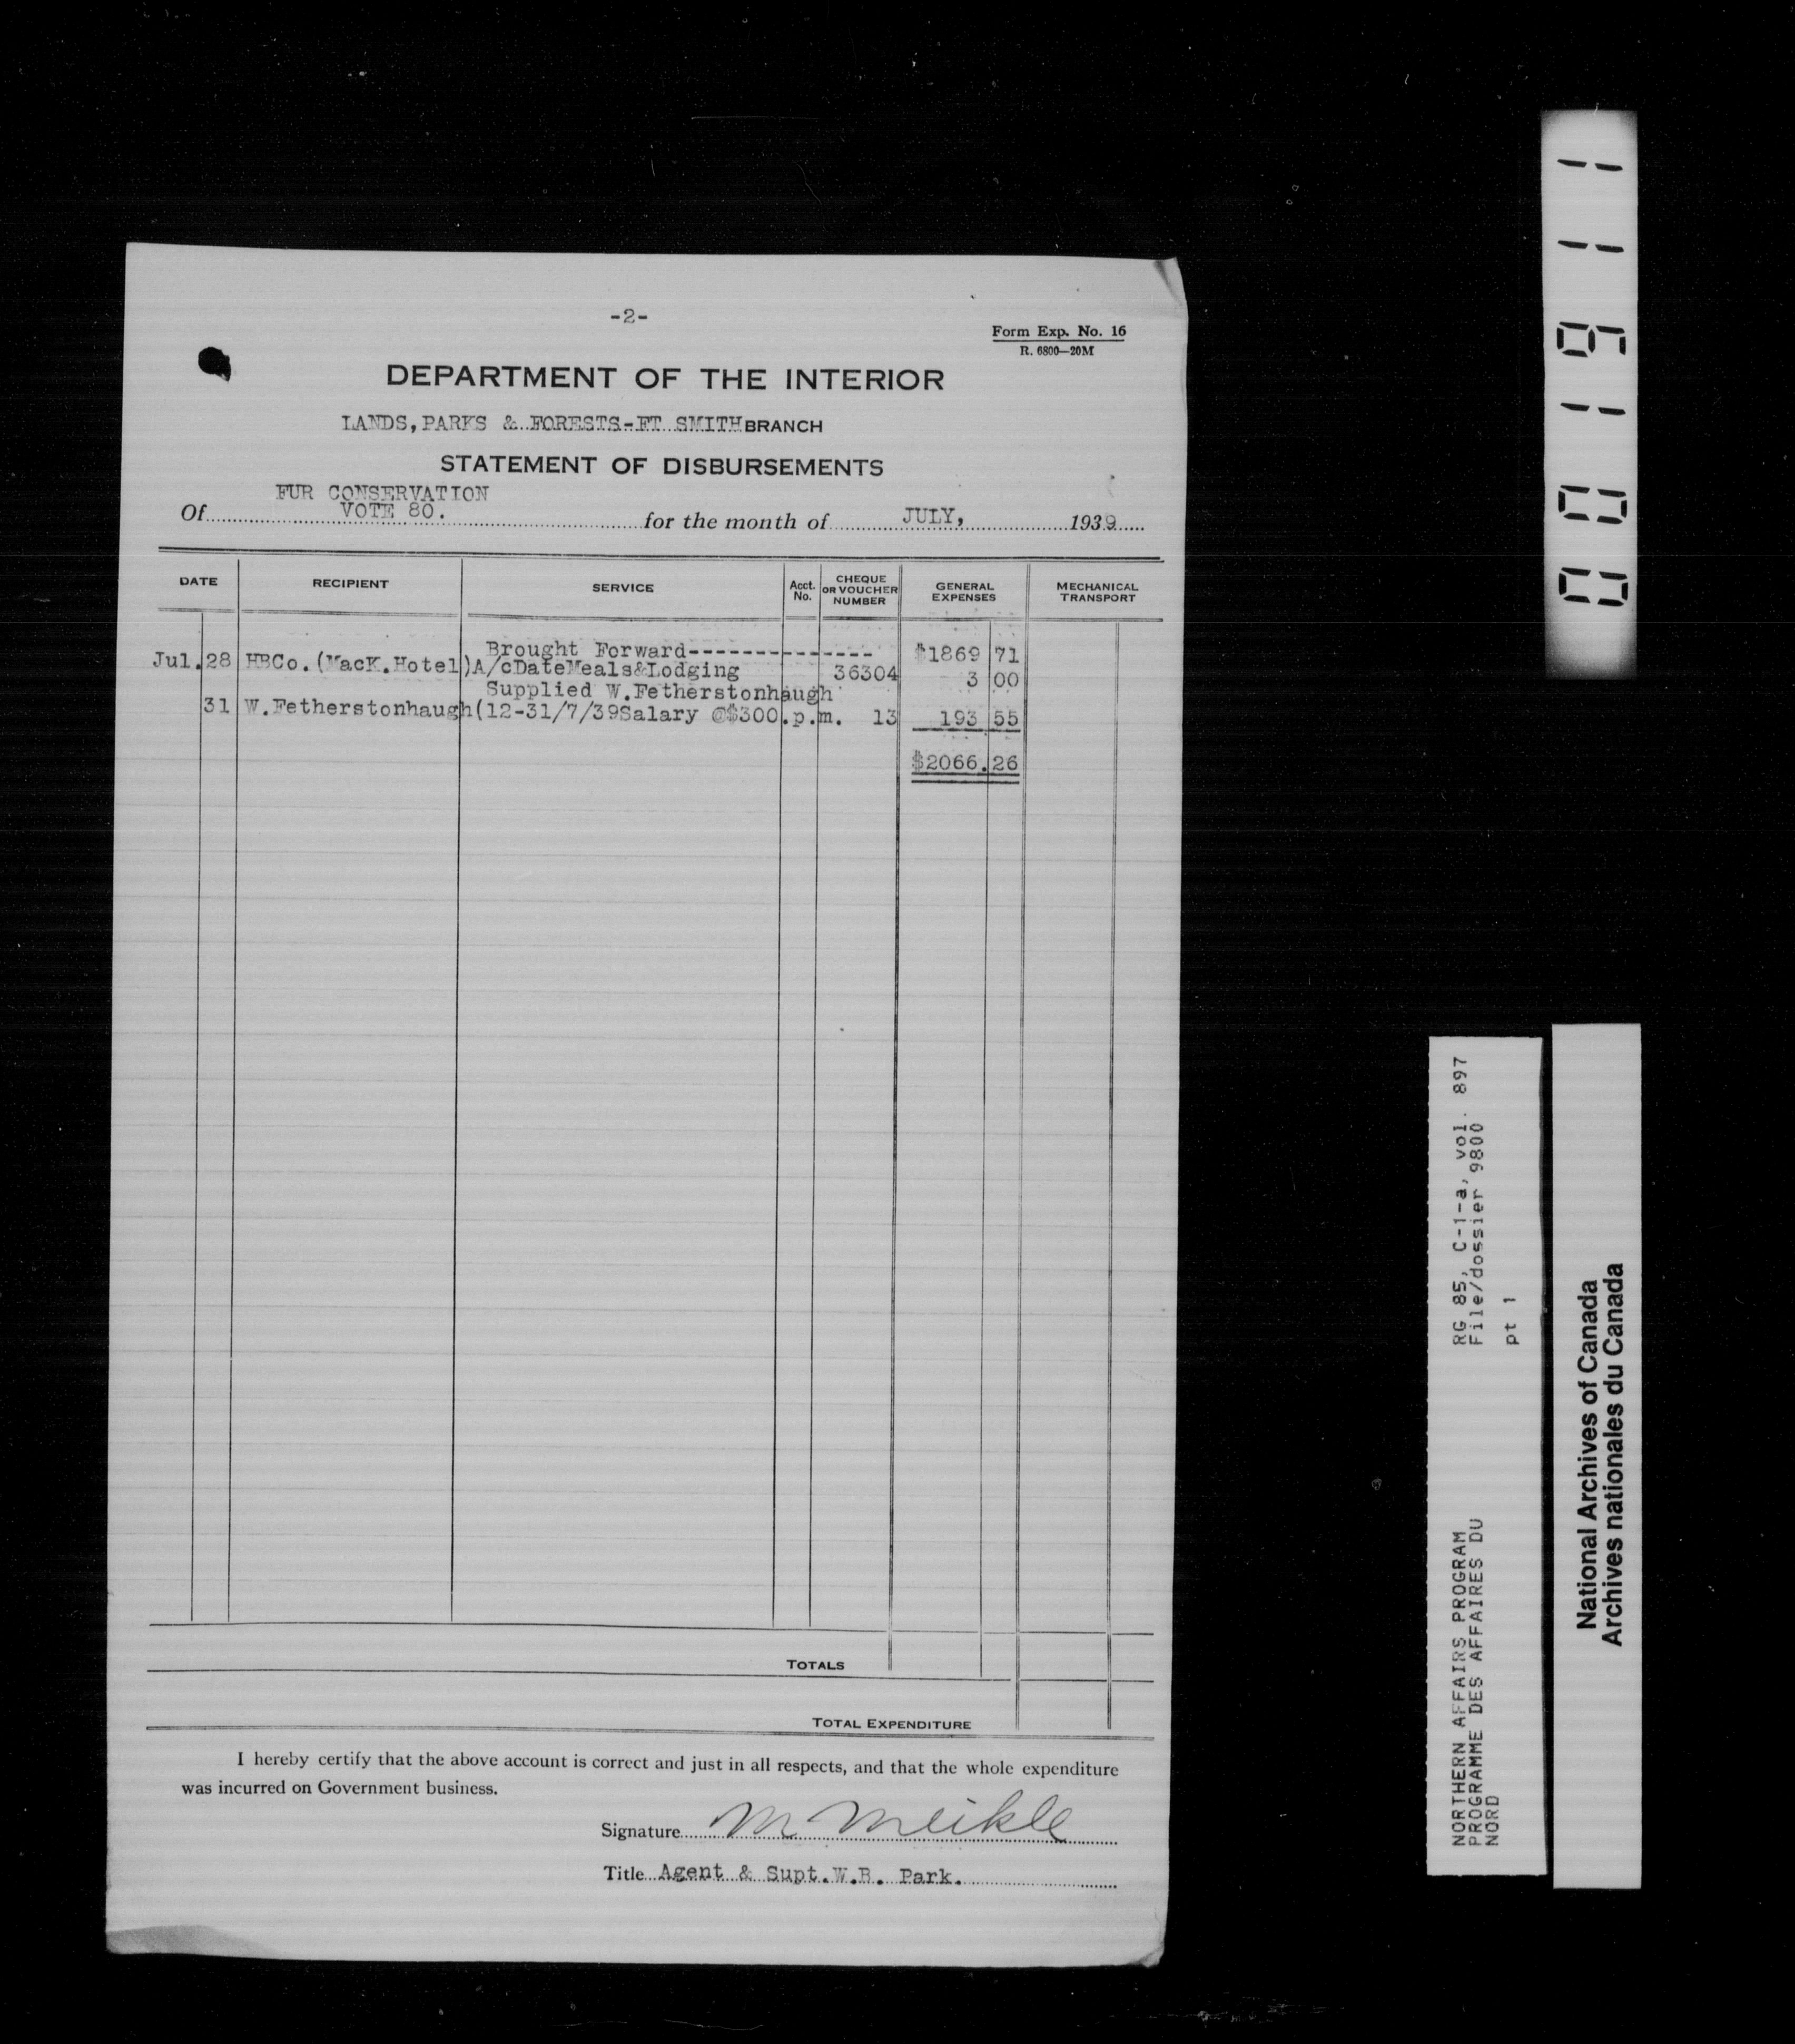 -2-
Form Exp. No. 16
R. 6800—20M
DEPARTMENT OF THE INTERIOR
LANDS, PARKS & FORESTS-FT SMITH BRANCH
STATEMENT OF DISBURSEMENTS
FUR CONSERVATION
Of VOTE 80. for the month of JULY, 1939
DATE RECIPIENT SERVICE Acct. No. CHEQUE OR VOUCHER NUMBER GENERAL EXPENSES MECHANICAL TRANSPORT
Brought Forward-------------- $1869 71
Jul. 28 HBCo.(MacK.Hotel)A/cDateMeals&Lodging 36304 3 00
Supplied W.Fetherstonhaugh
31 W.Fetherstonhaugh(12-31/7/39Salary @$300.p.m. 13 193 55
$2066.26
TOTALS
TOTAL EXPENDITURE
I hereby certify that the above account is correct and just in all respects, and that the whole expenditure
was incurred on Government business.
Signature M Meikle
Title Agent & Supt.W.B. Park.
000161911
RG 85, C-1-a, vol. 897
File/dossier 9800
pt 1
NORTHERN AFFAIRS PROGRAM
PROGRAMME DES AFFAIRES DU
NORD
National Archives of Canada
Archives nationales du Canada